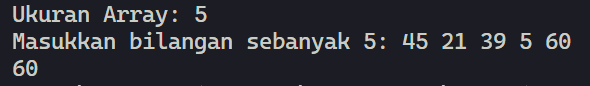 Ukuran Array: 5
Masukkan bilangan sebanyak 5: 45 21 39 5 60
60